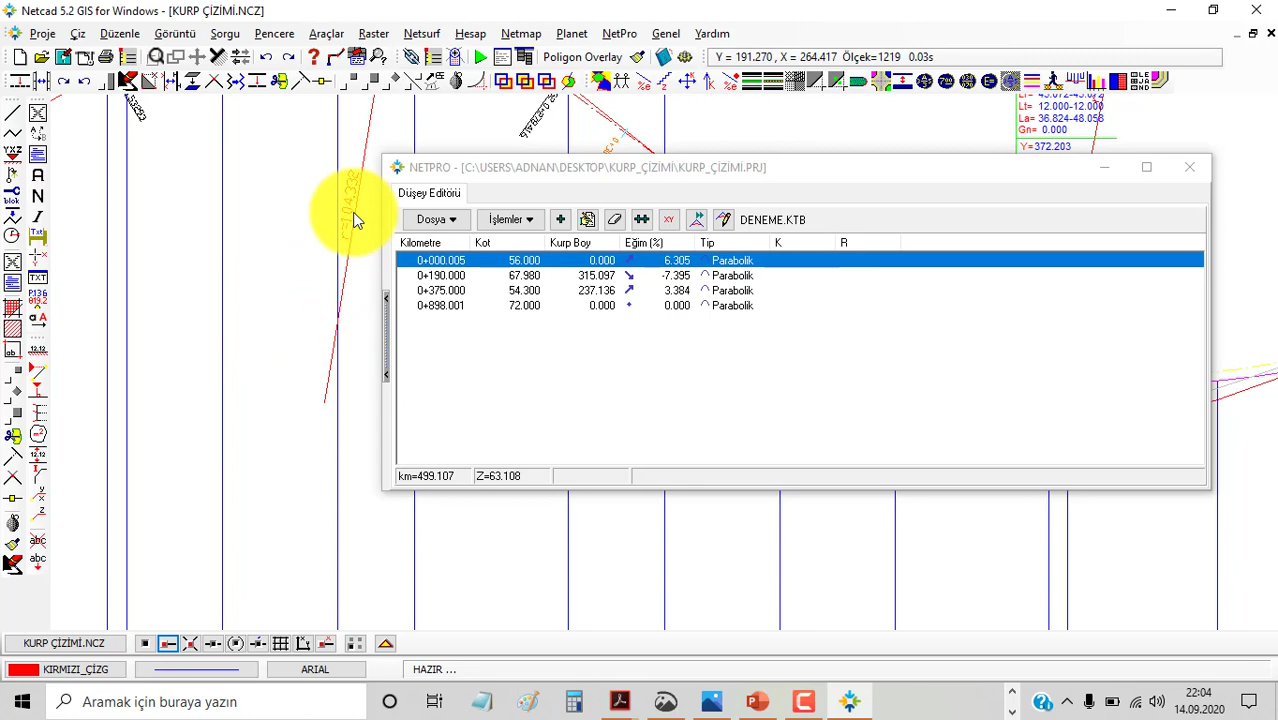 Netcad 5.2 GIS for Windows - [KURP ÇİZİMİ.NCZ]
Proje Çiz Düzenle Görüntü Sorgu Pencere Araçlar Raster Netsurf Hesap Netmap Planet NetPro Genel Yardım
Poligon Overlay
Y = 191.270 , X = 264.417 Ölçek=1219 0.03s
Lt= 12.000-12.000
La= 36.824-48.058
Gn= 0.000
Y= 372.203
r=104.332
NETPRO - [C:\USERS\ADNAN\DESKTOP\KURP_ÇİZİMİ\KURP_ÇİZİMİ.PRJ]
Düşey Editörü
Dosya İşlemler XY DENEME.KTB
Kilometre Kot Kurp Boy Eğim (%) Tip K R
0+000.005 56.000 0.000 6.305 Parabolik
0+190.000 67.980 315.097 -7.395 Parabolik
0+375.000 54.300 237.136 3.384 Parabolik
0+898.001 72.000 0.000 0.000 Parabolik
km=499.107 Z=63.108
KURP ÇİZİMİ.NCZ
KIRMIZI_ÇİZG ARIAL HAZIR ...
Aramak için buraya yazın
22:04
14.09.2020